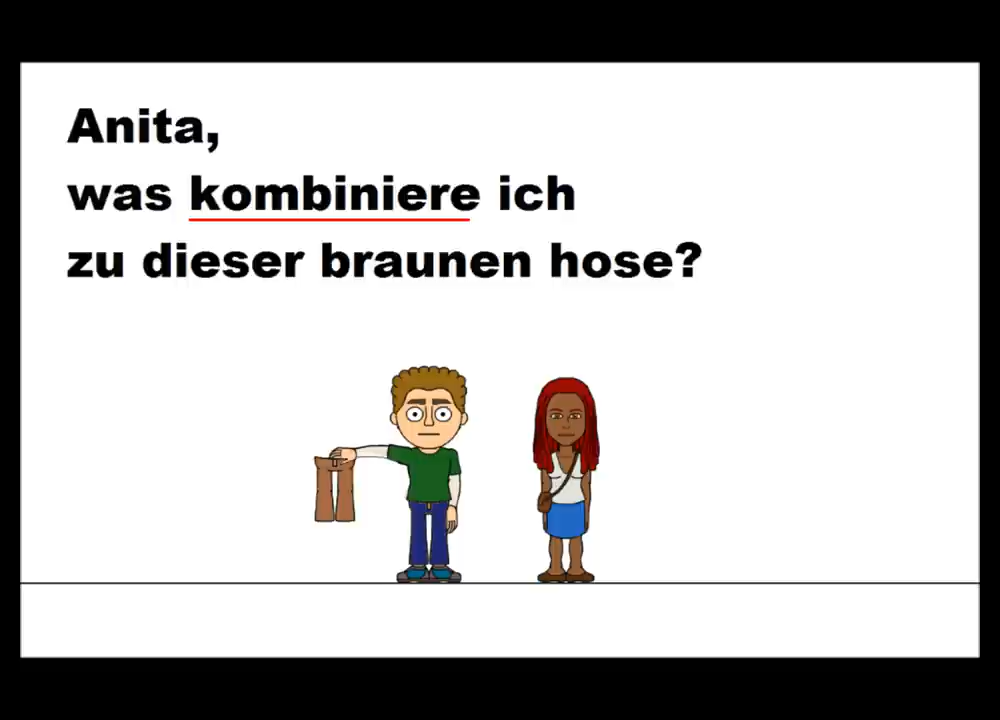 Anita,
was kombiniere ich
zu dieser braunen hose?